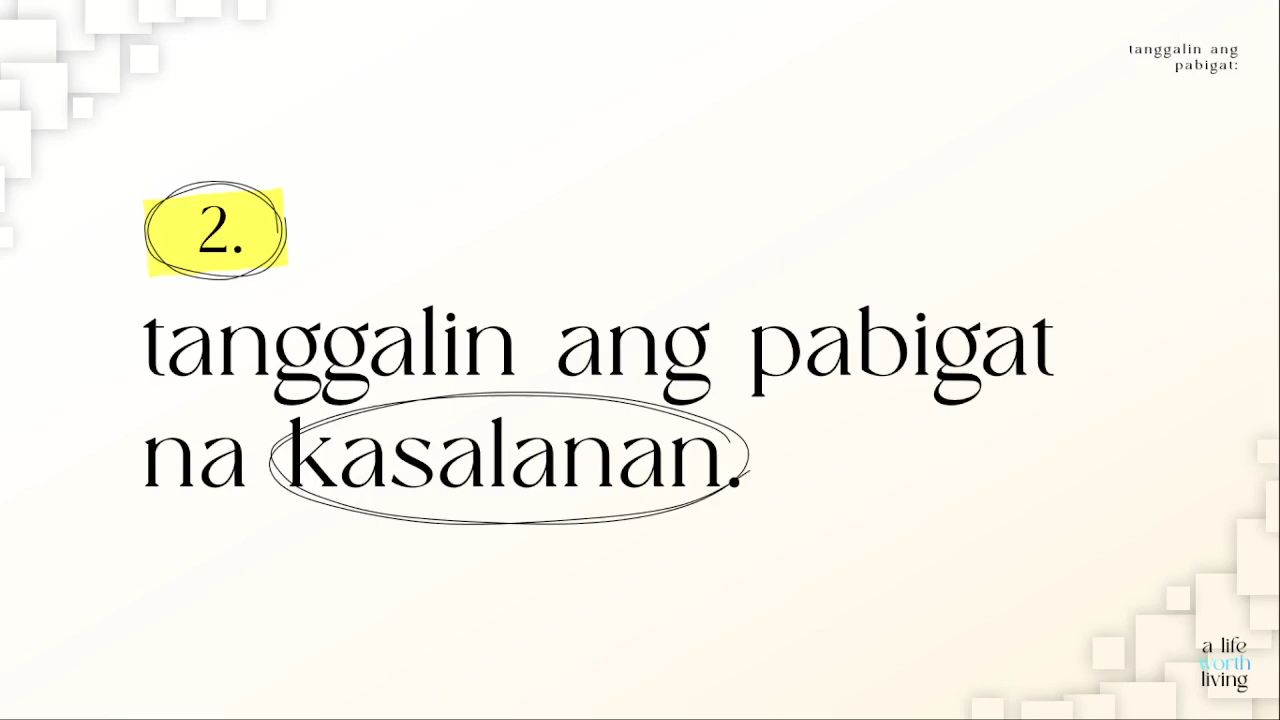 tanggalin ang
pabigat:
2.
tanggalin ang pabigat
na kasalanan.
a life
worth
living